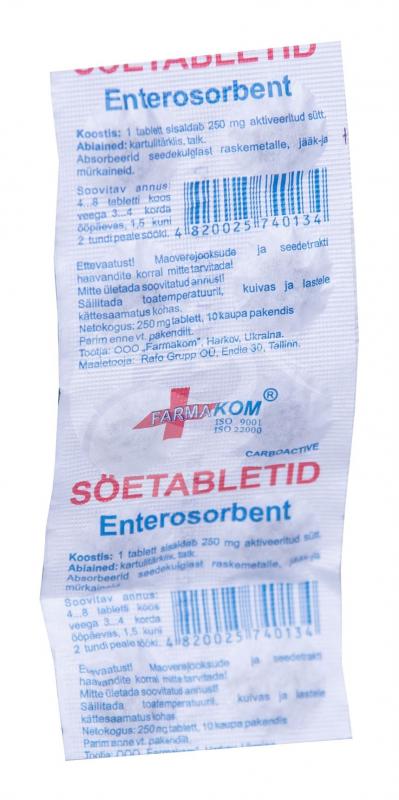 SÖETABLETID
Enterosorbent
Koostis: 1 tablett sisaldab 250 mg aktiveeritud sütt.
Abiained: kartulitärklis, talk.
Absorbeerid seedekulglast raskemetalle, jääk-ja
mürkaineid.
Soovitav annus:
4...8 tabletti koos
veega 3...4 korda
ööpäevas, 1,5 kuni
2 tundi peale sööki.
4 820025 740134
Ettevaatust! Maoverejooksude ja seedetrakti
haavandite korral mitte tarvitada!
Mitte ületada soovitatud annust!
Säilitada toatemperatuuril, kuivas ja lastele
kättesaamatus kohas.
Netokogus: 250 mg tablett, 10 kaupa pakendis
Parim enne vt. pakendilt.
Tootja: OOO „Farmakom", Harkov, Ukraina.
Maaletooja: Rafo Grupp OÜ, Endla 30, Tallinn.
FARMAKOM®
ISO 9001
ISO 22000
CARBOACTIVE
SÖETABLETID
Enterosorbent
Koostis: 1 tablett sisaldab 250 mg aktiveeritud sütt.
Abiained: kartulitärklis, talk.
Absorbeerid seedekulglast raskemetalle, jääk-ja
mürkaineid.
Soovitav annus:
4...8 tabletti koos
veega 3...4 korda
ööpäevas, 1,5 kuni
2 tundi peale sööki.
4 820025 740134
Ettevaatust! Maoverejooksude ja seedetrakti
haavandite korral mitte tarvitada!
Mitte ületada soovitatud annust!
Säilitada toatemperatuuril, kuivas ja lastele
kättesaamatus kohas.
Netokogus: 250 mg tablett, 10 kaupa pakendis
Parim enne vt. pakendilt.
Tootja: OOO